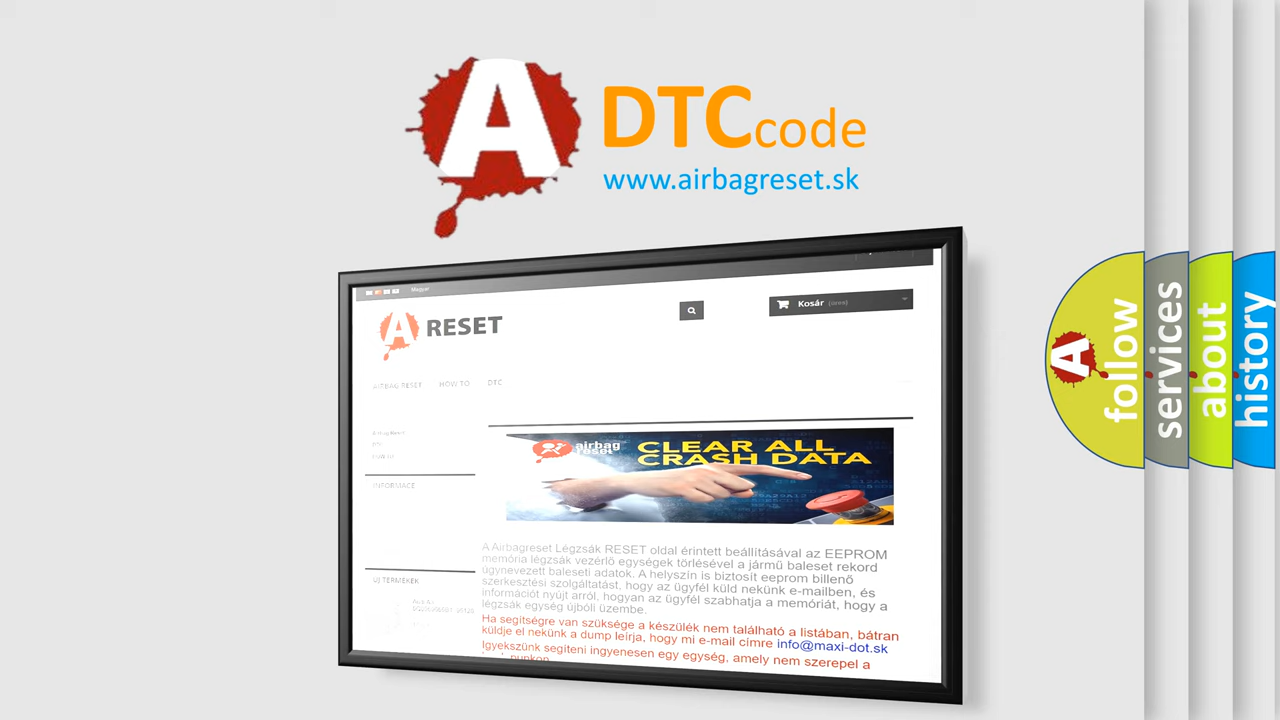 A
DTCcode
www.airbagreset.sk
Magyar
A RESET
Kosár (üres)
AIRBAG RESET HOW TO DTC
INFORMACE
ÚJ TERMÉKEK
airbag
reset
CLEAR ALL
CRASH DATA
A Airbagreset Légzsák RESET oldal érintett beállításával az EEPROM
memória légzsák vezérlő egységek törlésével a jármű baleset rekord
úgynevezett baleseti adatok. A helyszín is biztosít eeprom billenő
szerkesztési szolgáltatást, hogy az ügyfél küld nekünk e-mailben, és
információt nyújt arról, hogyan az ügyfél szabhatja a memóriát, hogy a
légzsák egység újbóli üzembe.
Ha segítségre van szüksége a készülék nem található a listában, bátran
küldje el nekünk a dump leírja, hogy mi e-mail címre info@maxi-dot.sk
Igyekszünk segíteni ingyenesen egy egység, amely nem szerepel a
A
follow
services
about
history